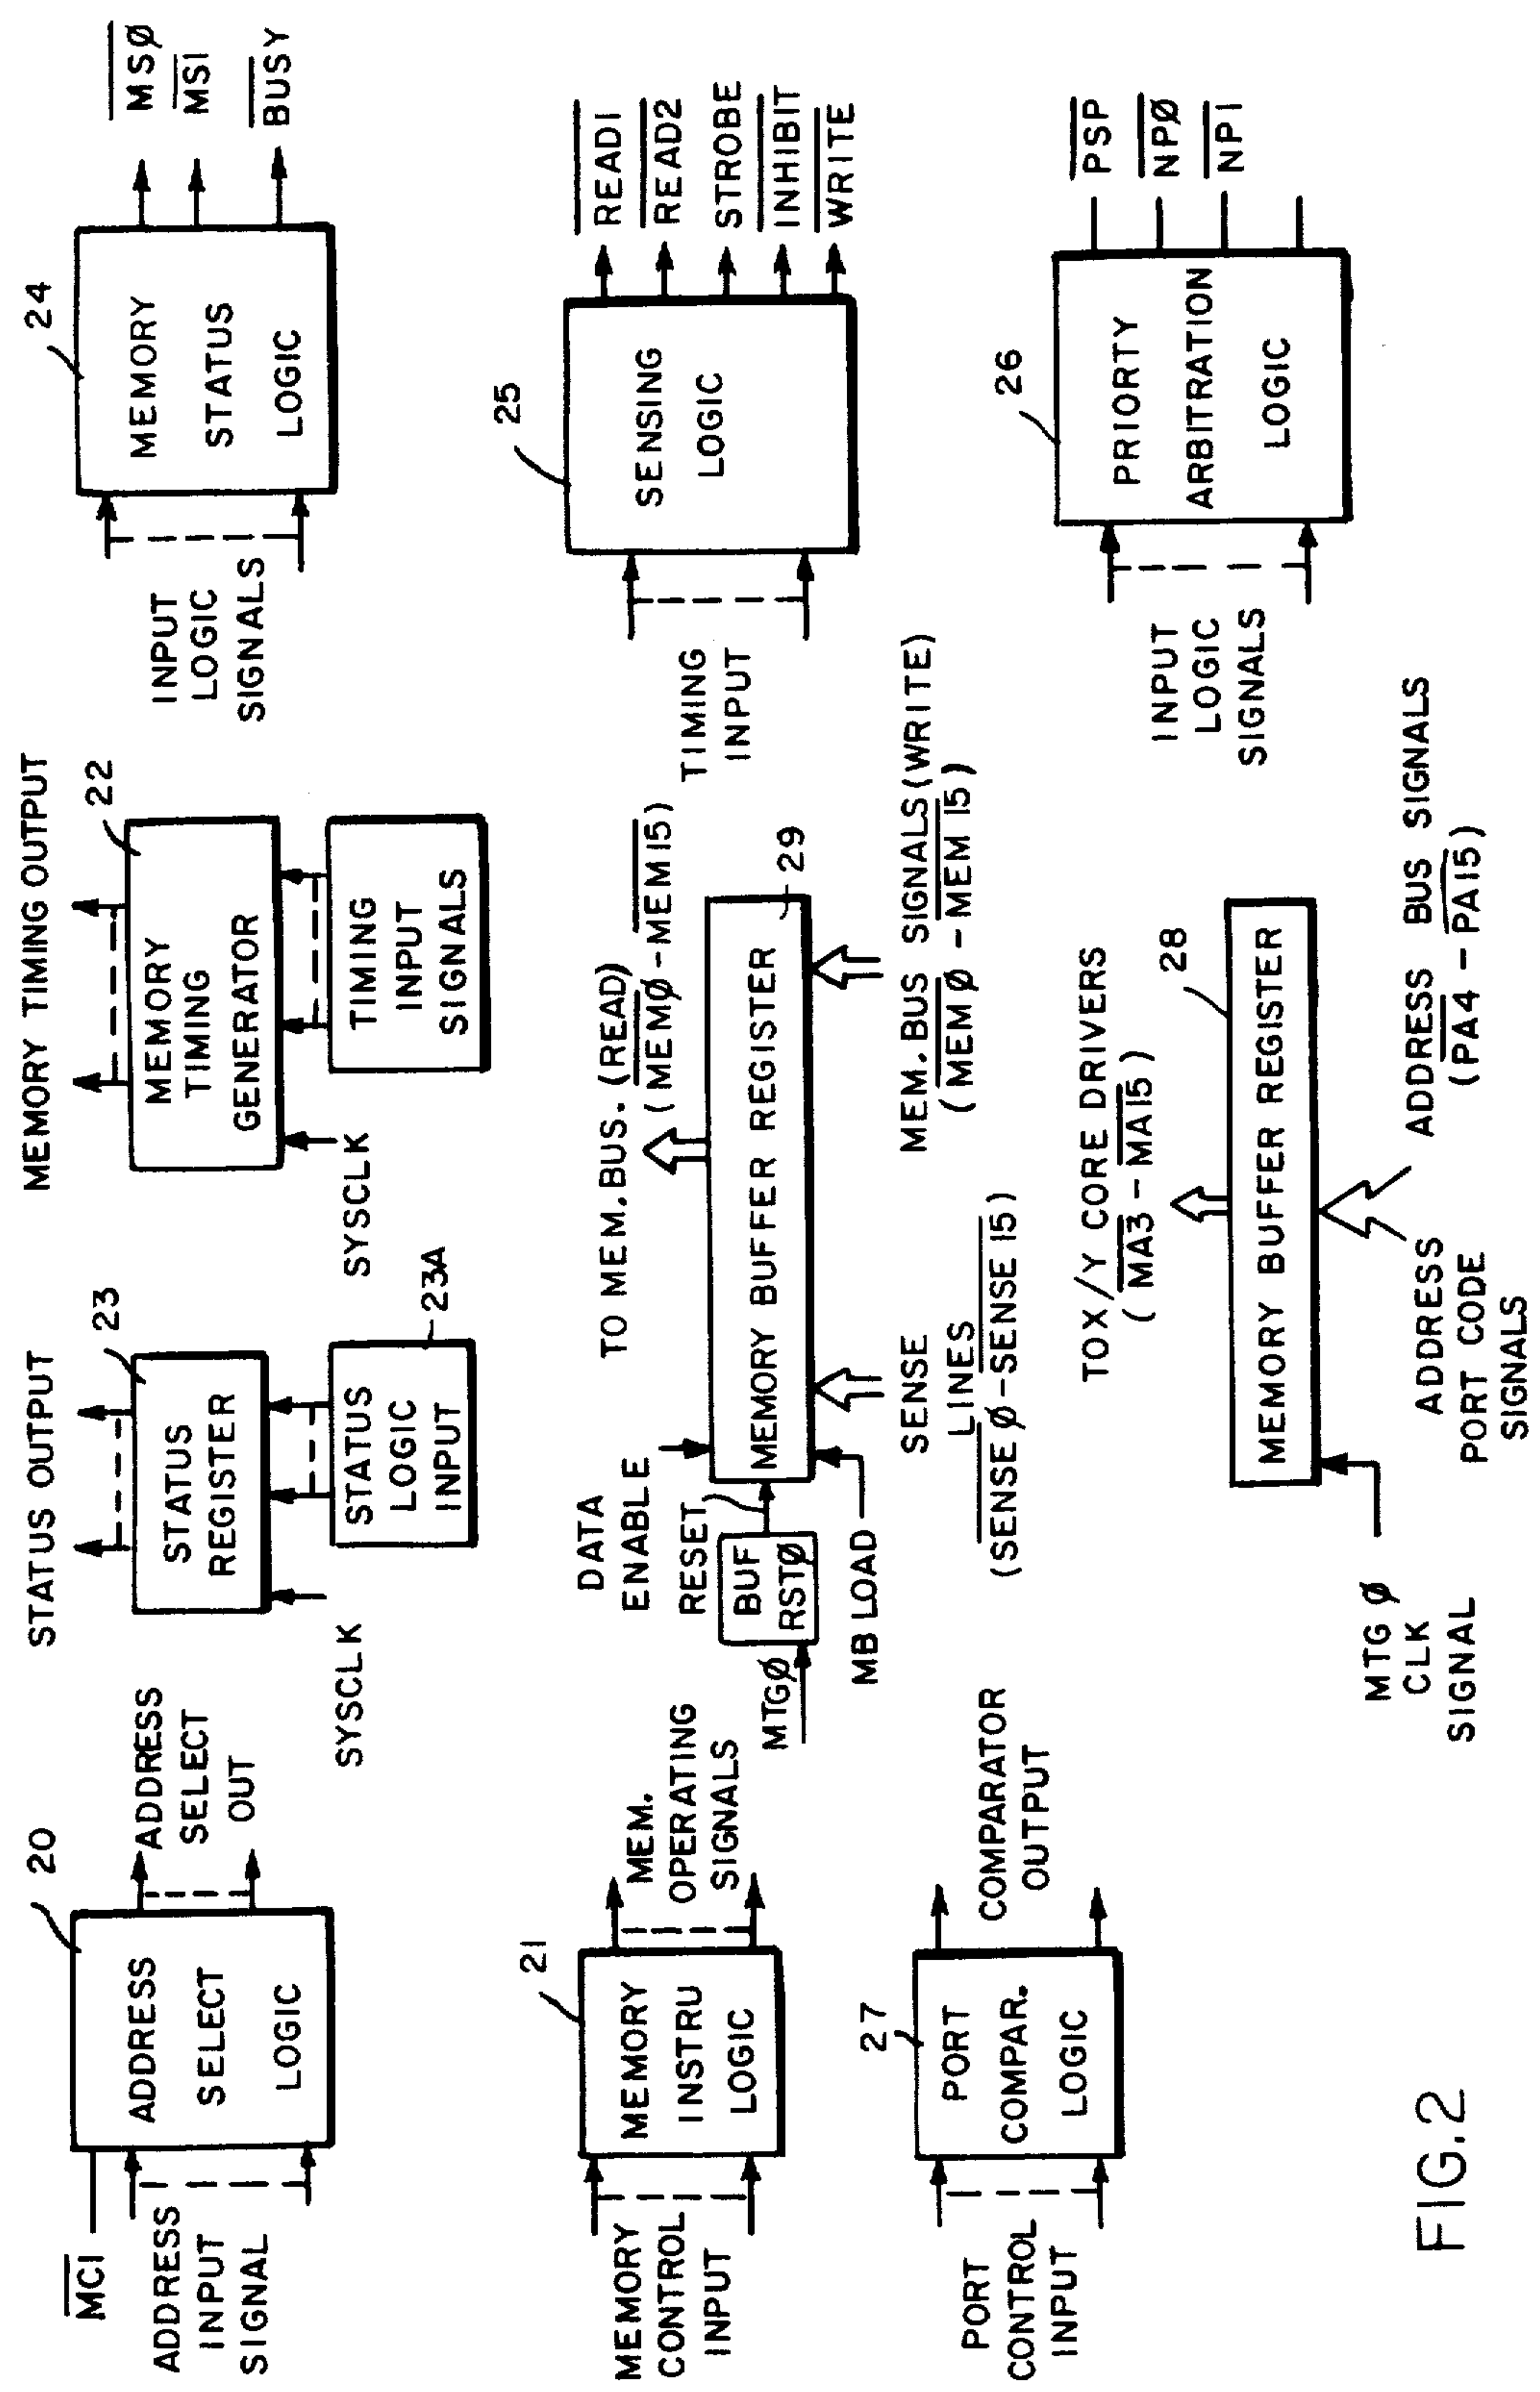 MCI
ADDRESS
INPUT
SIGNAL
20
ADDRESS
SELECT
LOGIC
ADDRESS
SELECT
OUT
STATUS OUTPUT
23
STATUS
REGISTER
SYSCLK
STATUS
LOGIC
INPUT
23A
MEMORY TIMING OUTPUT
22
MEMORY
TIMING
GENERATOR
SYSCLK
TIMING
INPUT
SIGNALS
INPUT
LOGIC
SIGNALS
24
MEMORY
STATUS
LOGIC
MSØ
MSI
BUSY
MEMORY
CONTROL
INPUT
21
MEMORY
INSTRU
LOGIC
MEM.
OPERATING
SIGNALS
DATA
ENABLE
RESET
BUF
RSTØ
MTGØ
MB LOAD
TO MEM. BUS. (READ)
(MEMØ-MEM 15)
MEMORY BUFFER REGISTER
29
SENSE
LINES
(SENSE Ø-SENSE 15)
MEM. BUS SIGNALS (WRITE)
(MEM Ø - MEM 15)
TIMING
INPUT
25
SENSING
LOGIC
READ1
READ2
STROBE
INHIBIT
WRITE
PORT
CONTROL
INPUT
27
PORT
COMPAR.
LOGIC
COMPARATOR
OUTPUT
TOX/Y CORE DRIVERS
(MA3 - MA15)
28
MEMORY BUFFER REGISTER
MTG Ø
CLK
SIGNAL
ADDRESS
PORT CODE
SIGNALS
ADDRESS BUS SIGNALS
(PA4 - PA15)
INPUT
LOGIC
SIGNALS
26
PRIORTY
ARBITRATION
LOGIC
PSP
NPØ
NP1
FIG.2